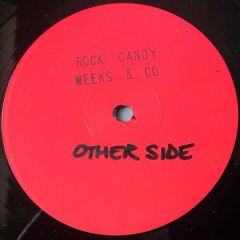 ROCK CANDY
WEEKS & CO
OTHER SIDE